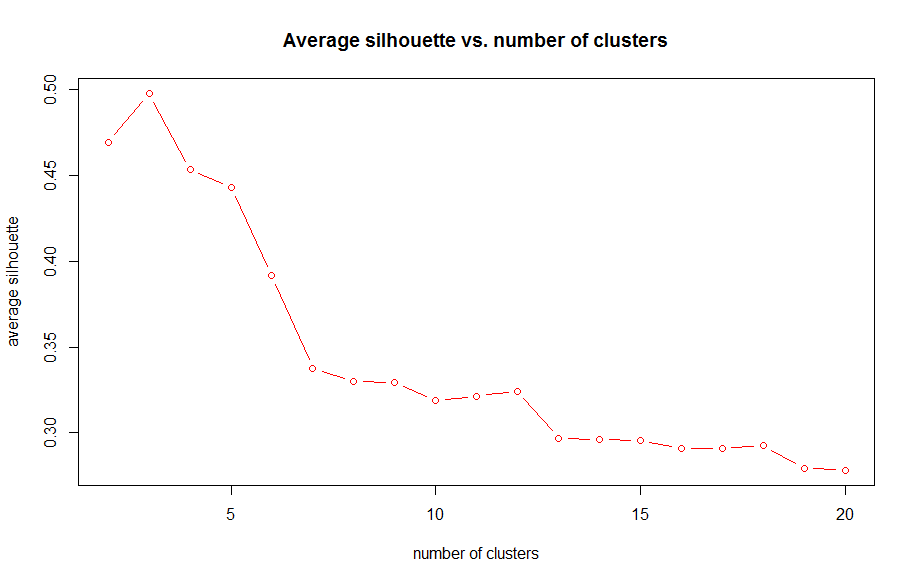 Average silhouette vs. number of clusters
average silhouette
0.50
0.45
0.40
0.35
0.30
5 10 15 20
number of clusters